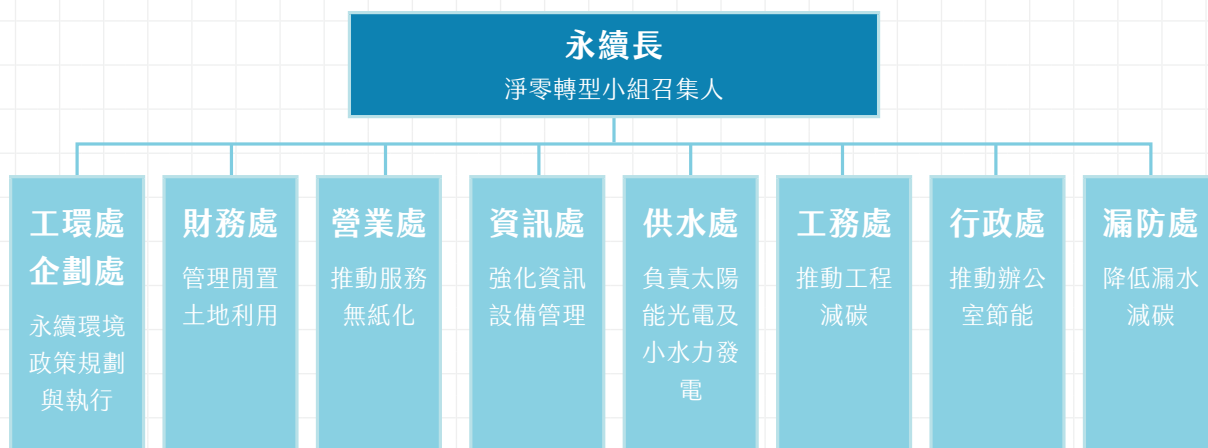 永續長
淨零轉型小組召集人
工環處
企劃處
永續環境
政策規劃
與執行
財務處
管理閒置
土地利用
營業處
推動服務
無紙化
資訊處
強化資訊
設備管理
供水處
負責太陽
能光電及
小水力發
電
工務處
推動工程
減碳
行政處
推動辦公
室節能
漏防處
降低漏水
減碳